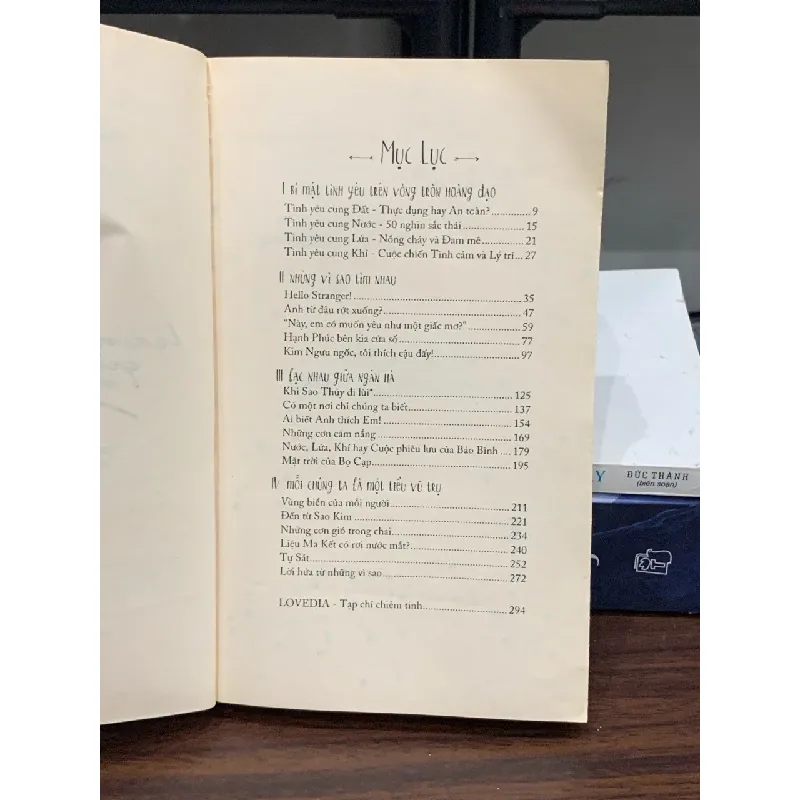 Mục Lục
I Bí mật tình yêu trên vòng tròn hoàng đạo
Tình yêu cung Đất - Thực dụng hay An toàn? 9
Tình yêu cung Nước - 50 nghìn sắc thái 15
Tình yêu cung Lửa - Nóng chảy và Đam mê 21
Tình yêu cung Khí - Cuộc chiến Tình cảm và Lý trí... 27
II Những vì sao tìm nhau
Hello Stranger! 35
Anh từ đâu rớt xuống? 47
"Này, em có muốn yêu như một giấc mơ?" 59
Hạnh Phúc bên kia cửa sổ 77
Kim Ngưu ngốc, tôi thích cậu đấy! 97
III Lạc nhau giữa ngân hà
Khi Sao Thủy đi lùi* 125
Có một nơi chỉ chúng ta biết 137
Ai biết Anh thích Em! 154
Những cơn cảm nắng 169
Nước, Lửa, Khí hay Cuộc phiêu lưu của Bảo Bình 179
Mặt trời của Bọ Cạp 195
IV Mỗi chúng ta là một tiểu vũ trụ
Vùng biển của mỗi người 211
Đến từ Sao Kim 221
Những cơn gió trong chai 234
Liệu Ma Kết có rơi nước mắt? 240
Tự Sát 252
Lời hứa từ những vì sao 272
LOVEDIA - Tạp chí chiêm tinh 294
Y ĐỨC THÀNH
(biên soạn)